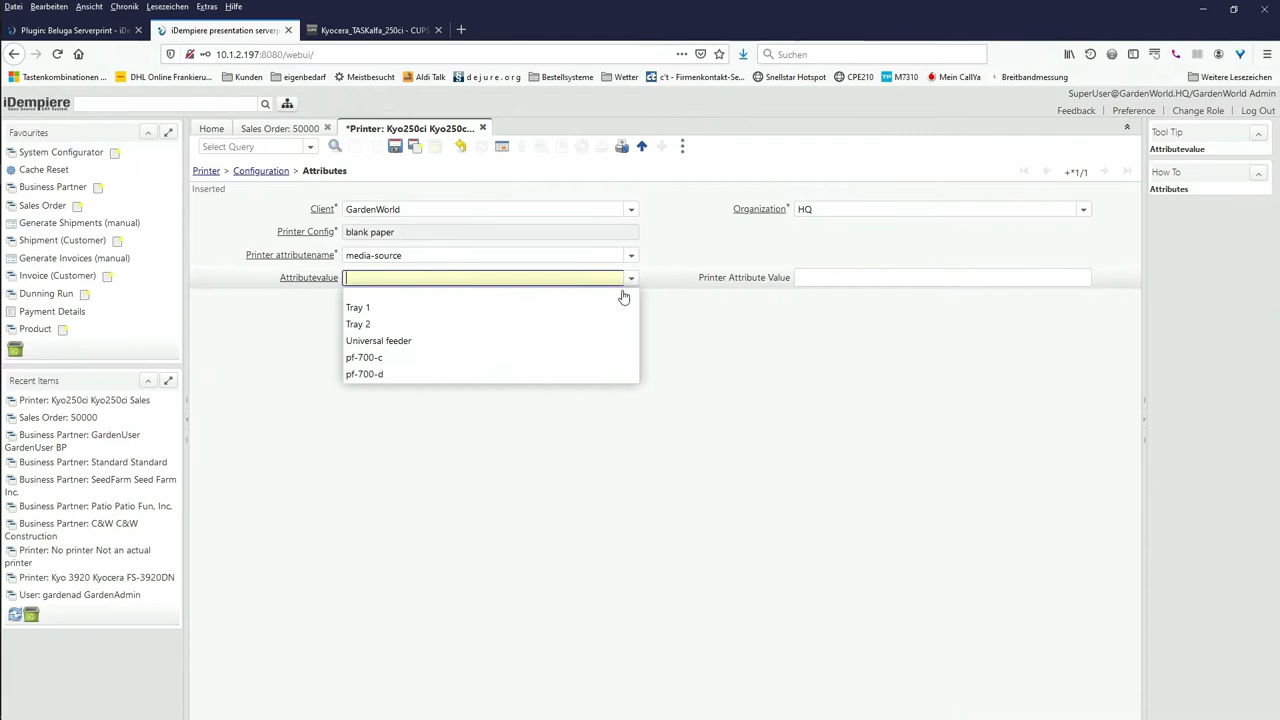 Datei Bearbeiten Ansicht Chronik Lesezeichen Extras Hilfe
Plugin: Beluga Serverprint - iDe
iDempiere presentation serverp
Kyocera_TASKalfa_250ci - CUPS
10.1.2.197:8080/webui/
Suchen
Tastenkombinationen ...
DHL Online Frankieru...
Kunden
eigenbedarf
Meistbesucht
Aldi Talk
d e j u r e . o r g
Bestellsysteme
Wetter
c't - Firmenkontakt-Se...
Snellstar Hotspot
CPE210
M7310
Mein CallYa
Breitbandmessung
Weitere Lesezeichen
iDempiere
SuperUser@GardenWorld.HQ/GardenWorld Admin
Feedback Preference Change Role Log Out
Favourites
System Configurator
Cache Reset
Business Partner
Sales Order
Generate Shipments (manual)
Shipment (Customer)
Generate Invoices (manual)
Invoice (Customer)
Dunning Run
Payment Details
Product
Recent Items
Printer: Kyo250ci Kyo250ci Sales
Sales Order: 50000
Business Partner: GardenUser
GardenUser BP
Business Partner: Standard Standard
Business Partner: SeedFarm Seed Farm
Inc.
Business Partner: Patio Patio Fun, Inc.
Business Partner: C&W C&W
Construction
Printer: No printer Not an actual
printer
Printer: Kyo 3920 Kyocera FS-3920DN
User: gardenad GardenAdmin
Home
Sales Order: 50000
*Printer: Kyo250ci Kyo250c...
Select Query
Printer > Configuration > Attributes
+*1/1
Inserted
Client* GardenWorld
Organization* HQ
Printer Config* blank paper
Printer attributename* media-source
Attributevalue
Printer Attribute Value
Tray 1
Tray 2
Universal feeder
pf-700-c
pf-700-d
Tool Tip
Attributevalue
How To
Attributes